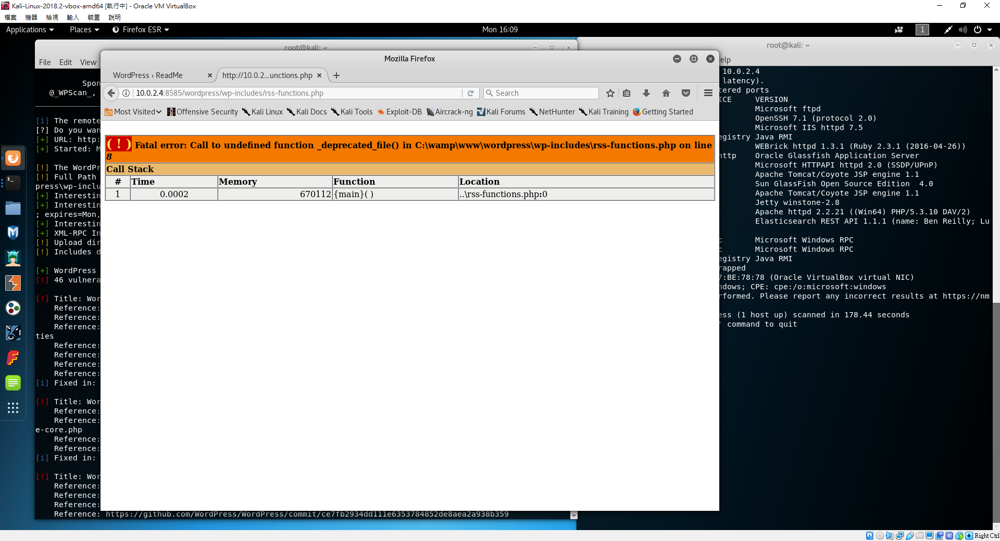 Kali-Linux-2018.2-vbox-amd64 [執行中] - Oracle VM VirtualBox
檔案 機器 檢視 輸入 裝置 說明
Applications Places Firefox ESR Mon 16:09 1
root@kali: ~
root@kali: ~
File Edit View
elp
Mozilla Firefox
WordPress › ReadMe
http://10.0.2...unctions.php
10.0.2.4:8585/wordpress/wp-includes/rss-functions.php
Search
Most Visited Offensive Security Kali Linux Kali Docs Kali Tools Exploit-DB Aircrack-ng Kali Forums NetHunter Kali Training Getting Started
( ! ) Fatal error: Call to undefined function _deprecated_file() in C:\wamp\www\wordpress\wp-includes\rss-functions.php on line
8
Call Stack
# Time Memory Function Location
1 0.0002 670112 {main}( ) ..\rss-functions.php:0
Spon
@_WPScan_,
[i] The remote
[?] Do you wan
[+] URL: http:
[+] Started: M
[!] The WordPr
[!] Full Path
press\wp-inclu
[+] Interestin
[+] Interestin
; expires=Mon,
[+] Interestin
[+] XML-RPC In
[!] Upload dir
[!] Includes d
[+] WordPress
[!] 46 vulnera
[!] Title: Wor
Reference:
Reference:
Reference:
ties
Reference:
Reference:
Reference:
Reference:
[i] Fixed in:
[!] Title: Wor
Reference:
Reference:
e-core.php
Reference:
Reference:
[i] Fixed in:
[!] Title: Wor
Reference:
Reference:
Reference:
Reference: https://github.com/WordPress/WordPress/commit/ce7fb2934dd111e6353784852de8aea2a938b359
10.0.2.4
latency).
tered ports
ICE VERSION
Microsoft ftpd
OpenSSH 7.1 (protocol 2.0)
Microsoft IIS httpd 7.5
egistry Java RMI
WEBrick httpd 1.3.1 (Ruby 2.3.1 (2016-04-26))
http Oracle Glassfish Application Server
Microsoft HTTPAPI httpd 2.0 (SSDP/UPnP)
Apache Tomcat/Coyote JSP engine 1.1
Sun GlassFish Open Source Edition 4.0
Apache Tomcat/Coyote JSP engine 1.1
Jetty winstone-2.8
Apache httpd 2.2.21 ((Win64) PHP/5.3.10 DAV/2)
Elasticsearch REST API 1.1.1 (name: Ben Reilly; Lu
c Microsoft Windows RPC
c Microsoft Windows RPC
egistry Java RMI
rapped
7:BE:78:78 (Oracle VirtualBox virtual NIC)
ndows; CPE: cpe:/o:microsoft:windows
rformed. Please report any incorrect results at https://nm
ess (1 host up) scanned in 178.44 seconds
' command to quit
Right Ctrl